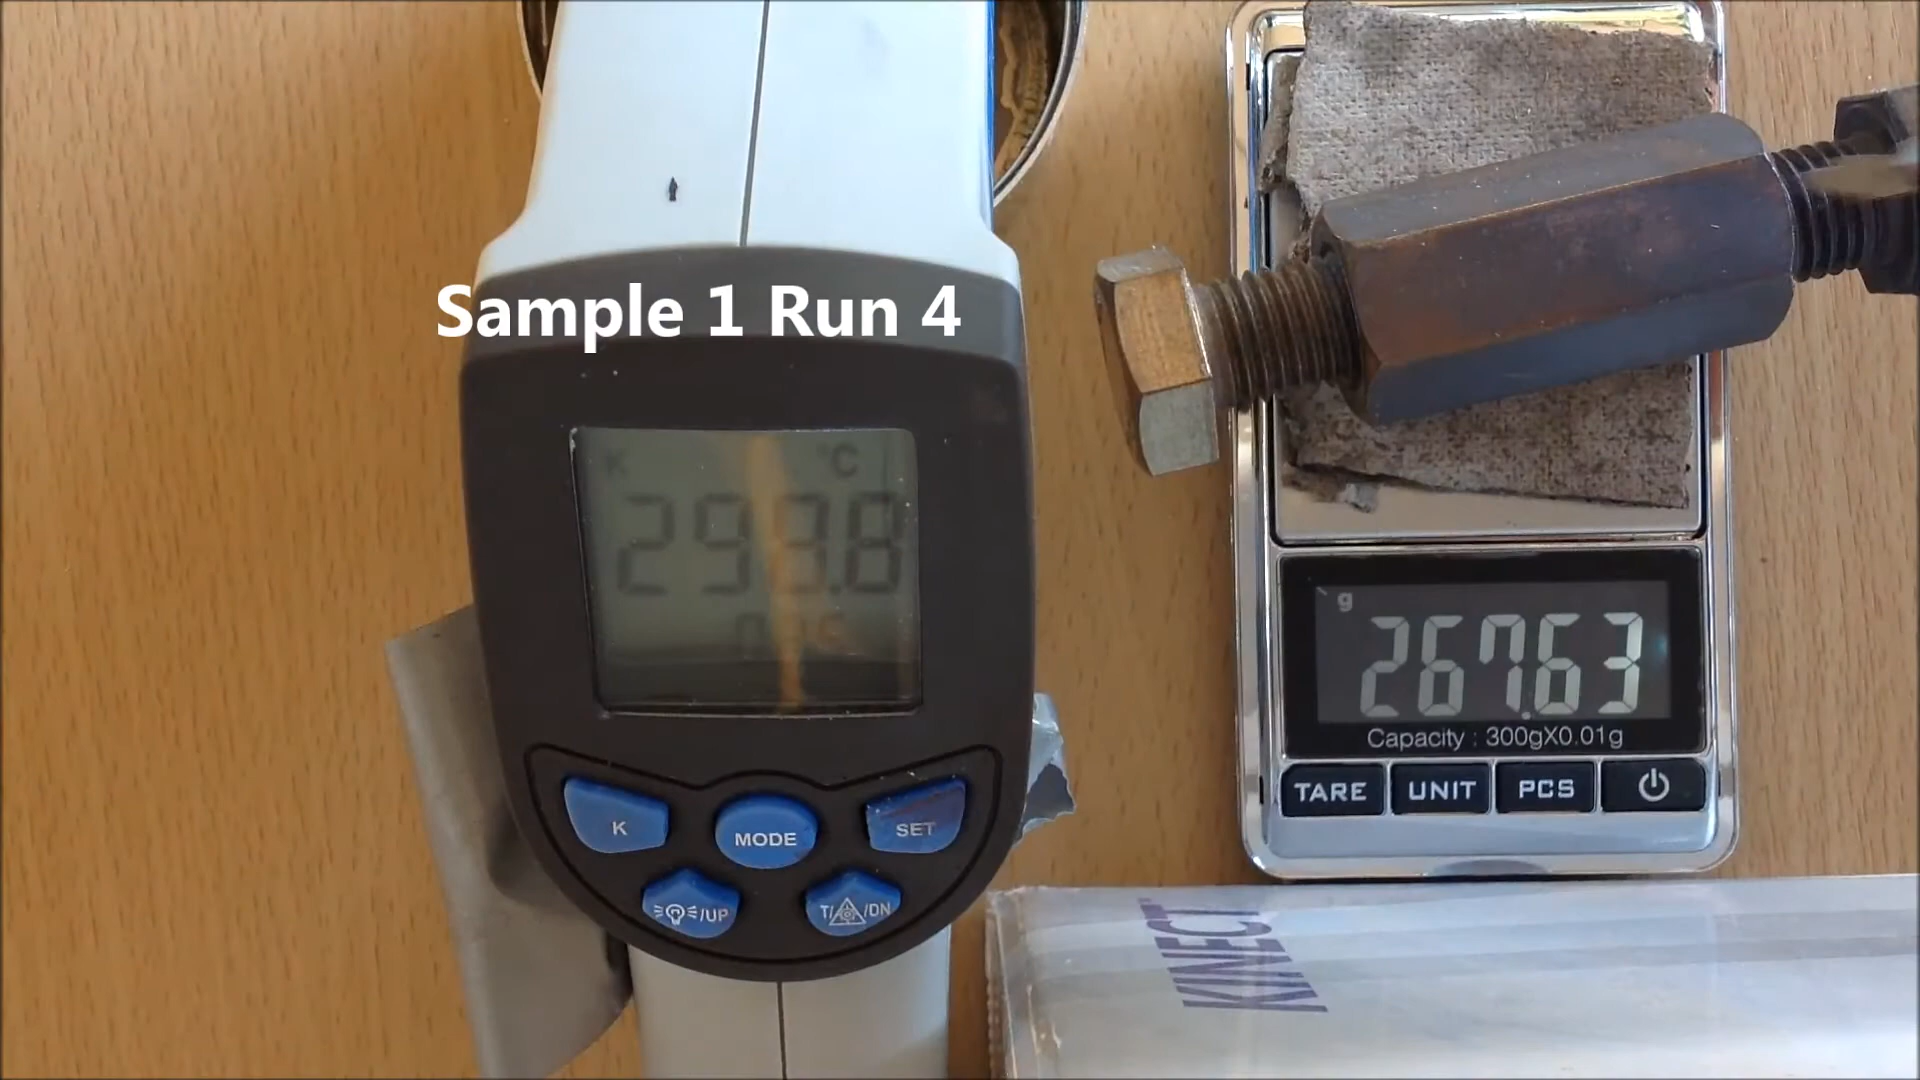 Sample 1 Run 4
K °C
293.8
K
MODE
SET
/UP
T/ /DN
g
267.63
Capacity : 300gX0.01g
TARE UNIT PCS
KINECT